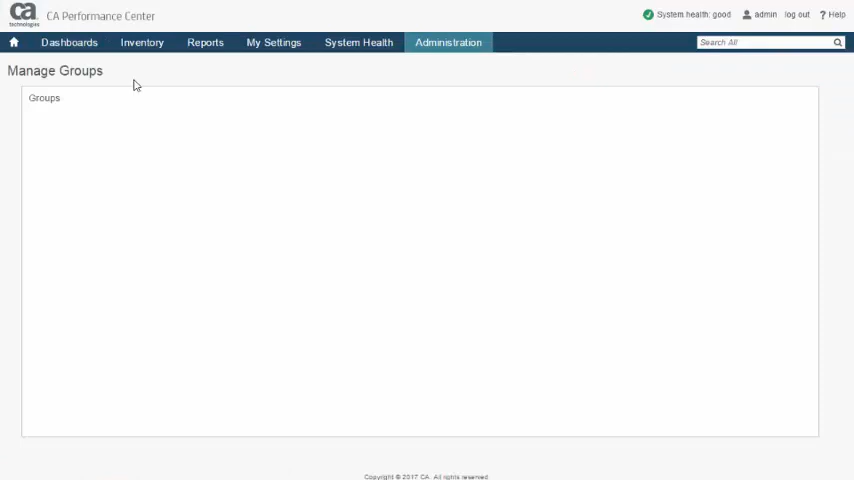 ca
technologies
CA Performance Center
System health: good
admin
log out
? Help
Dashboards
Inventory
Reports
My Settings
System Health
Administration
Search All
Manage Groups
Groups
Copyright © 2017 CA. All rights reserved